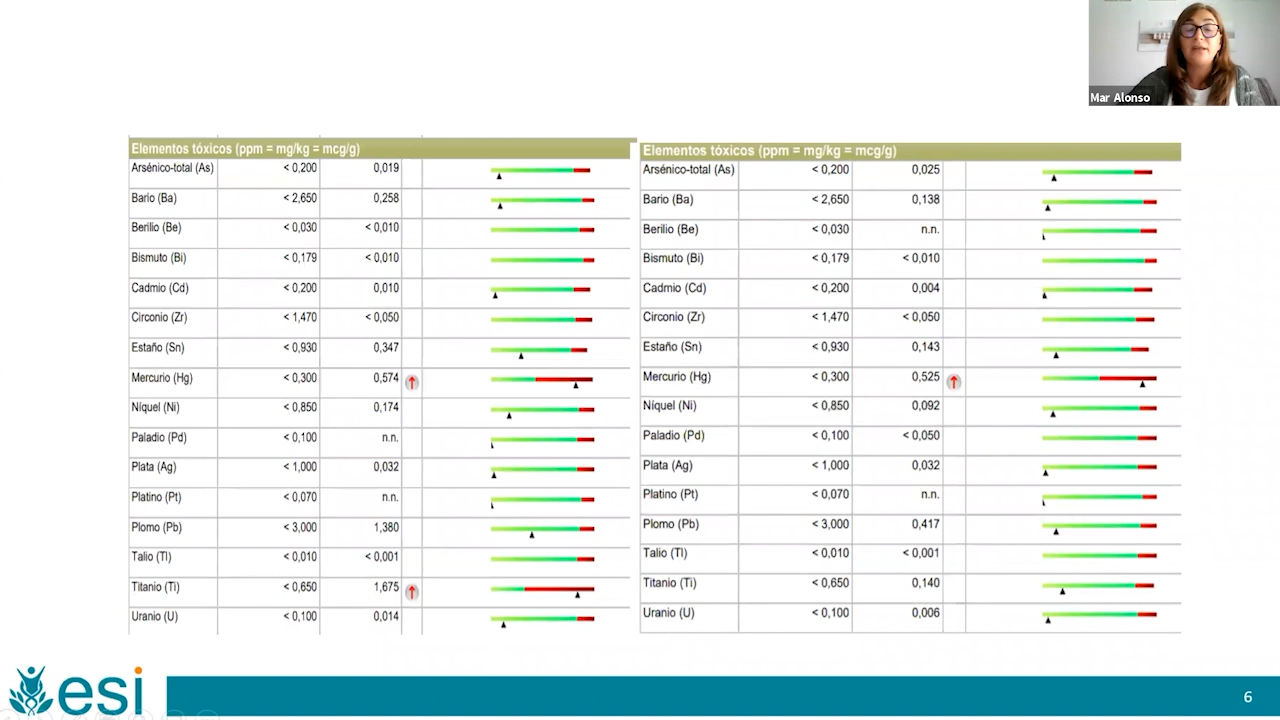 Mar Alonso
Elementos tóxicos (ppm = mg/kg = mcg/g)
Arsénico-total (As) < 0,200 0,019
Bario (Ba) < 2,650 0,258
Berilio (Be) < 0,030 < 0,010
Bismuto (Bi) < 0,179 < 0,010
Cadmio (Cd) < 0,200 0,010
Circonio (Zr) < 1,470 < 0,050
Estaño (Sn) < 0,930 0,347
Mercurio (Hg) < 0,300 0,574
Níquel (Ni) < 0,850 0,174
Paladio (Pd) < 0,100 n.n.
Plata (Ag) < 1,000 0,032
Platino (Pt) < 0,070 n.n.
Plomo (Pb) < 3,000 1,380
Talio (Tl) < 0,010 < 0,001
Titanio (Ti) < 0,650 1,675
Uranio (U) < 0,100 0,014
Elementos tóxicos (ppm = mg/kg = mcg/g)
Arsénico-total (As) < 0,200 0,025
Bario (Ba) < 2,650 0,138
Berilio (Be) < 0,030 n.n.
Bismuto (Bi) < 0,179 < 0,010
Cadmio (Cd) < 0,200 0,004
Circonio (Zr) < 1,470 < 0,050
Estaño (Sn) < 0,930 0,143
Mercurio (Hg) < 0,300 0,525
Níquel (Ni) < 0,850 0,092
Paladio (Pd) < 0,100 < 0,050
Plata (Ag) < 1,000 0,032
Platino (Pt) < 0,070 n.n.
Plomo (Pb) < 3,000 0,417
Talio (Tl) < 0,010 < 0,001
Titanio (Ti) < 0,650 0,140
Uranio (U) < 0,100 0,006
esi
6